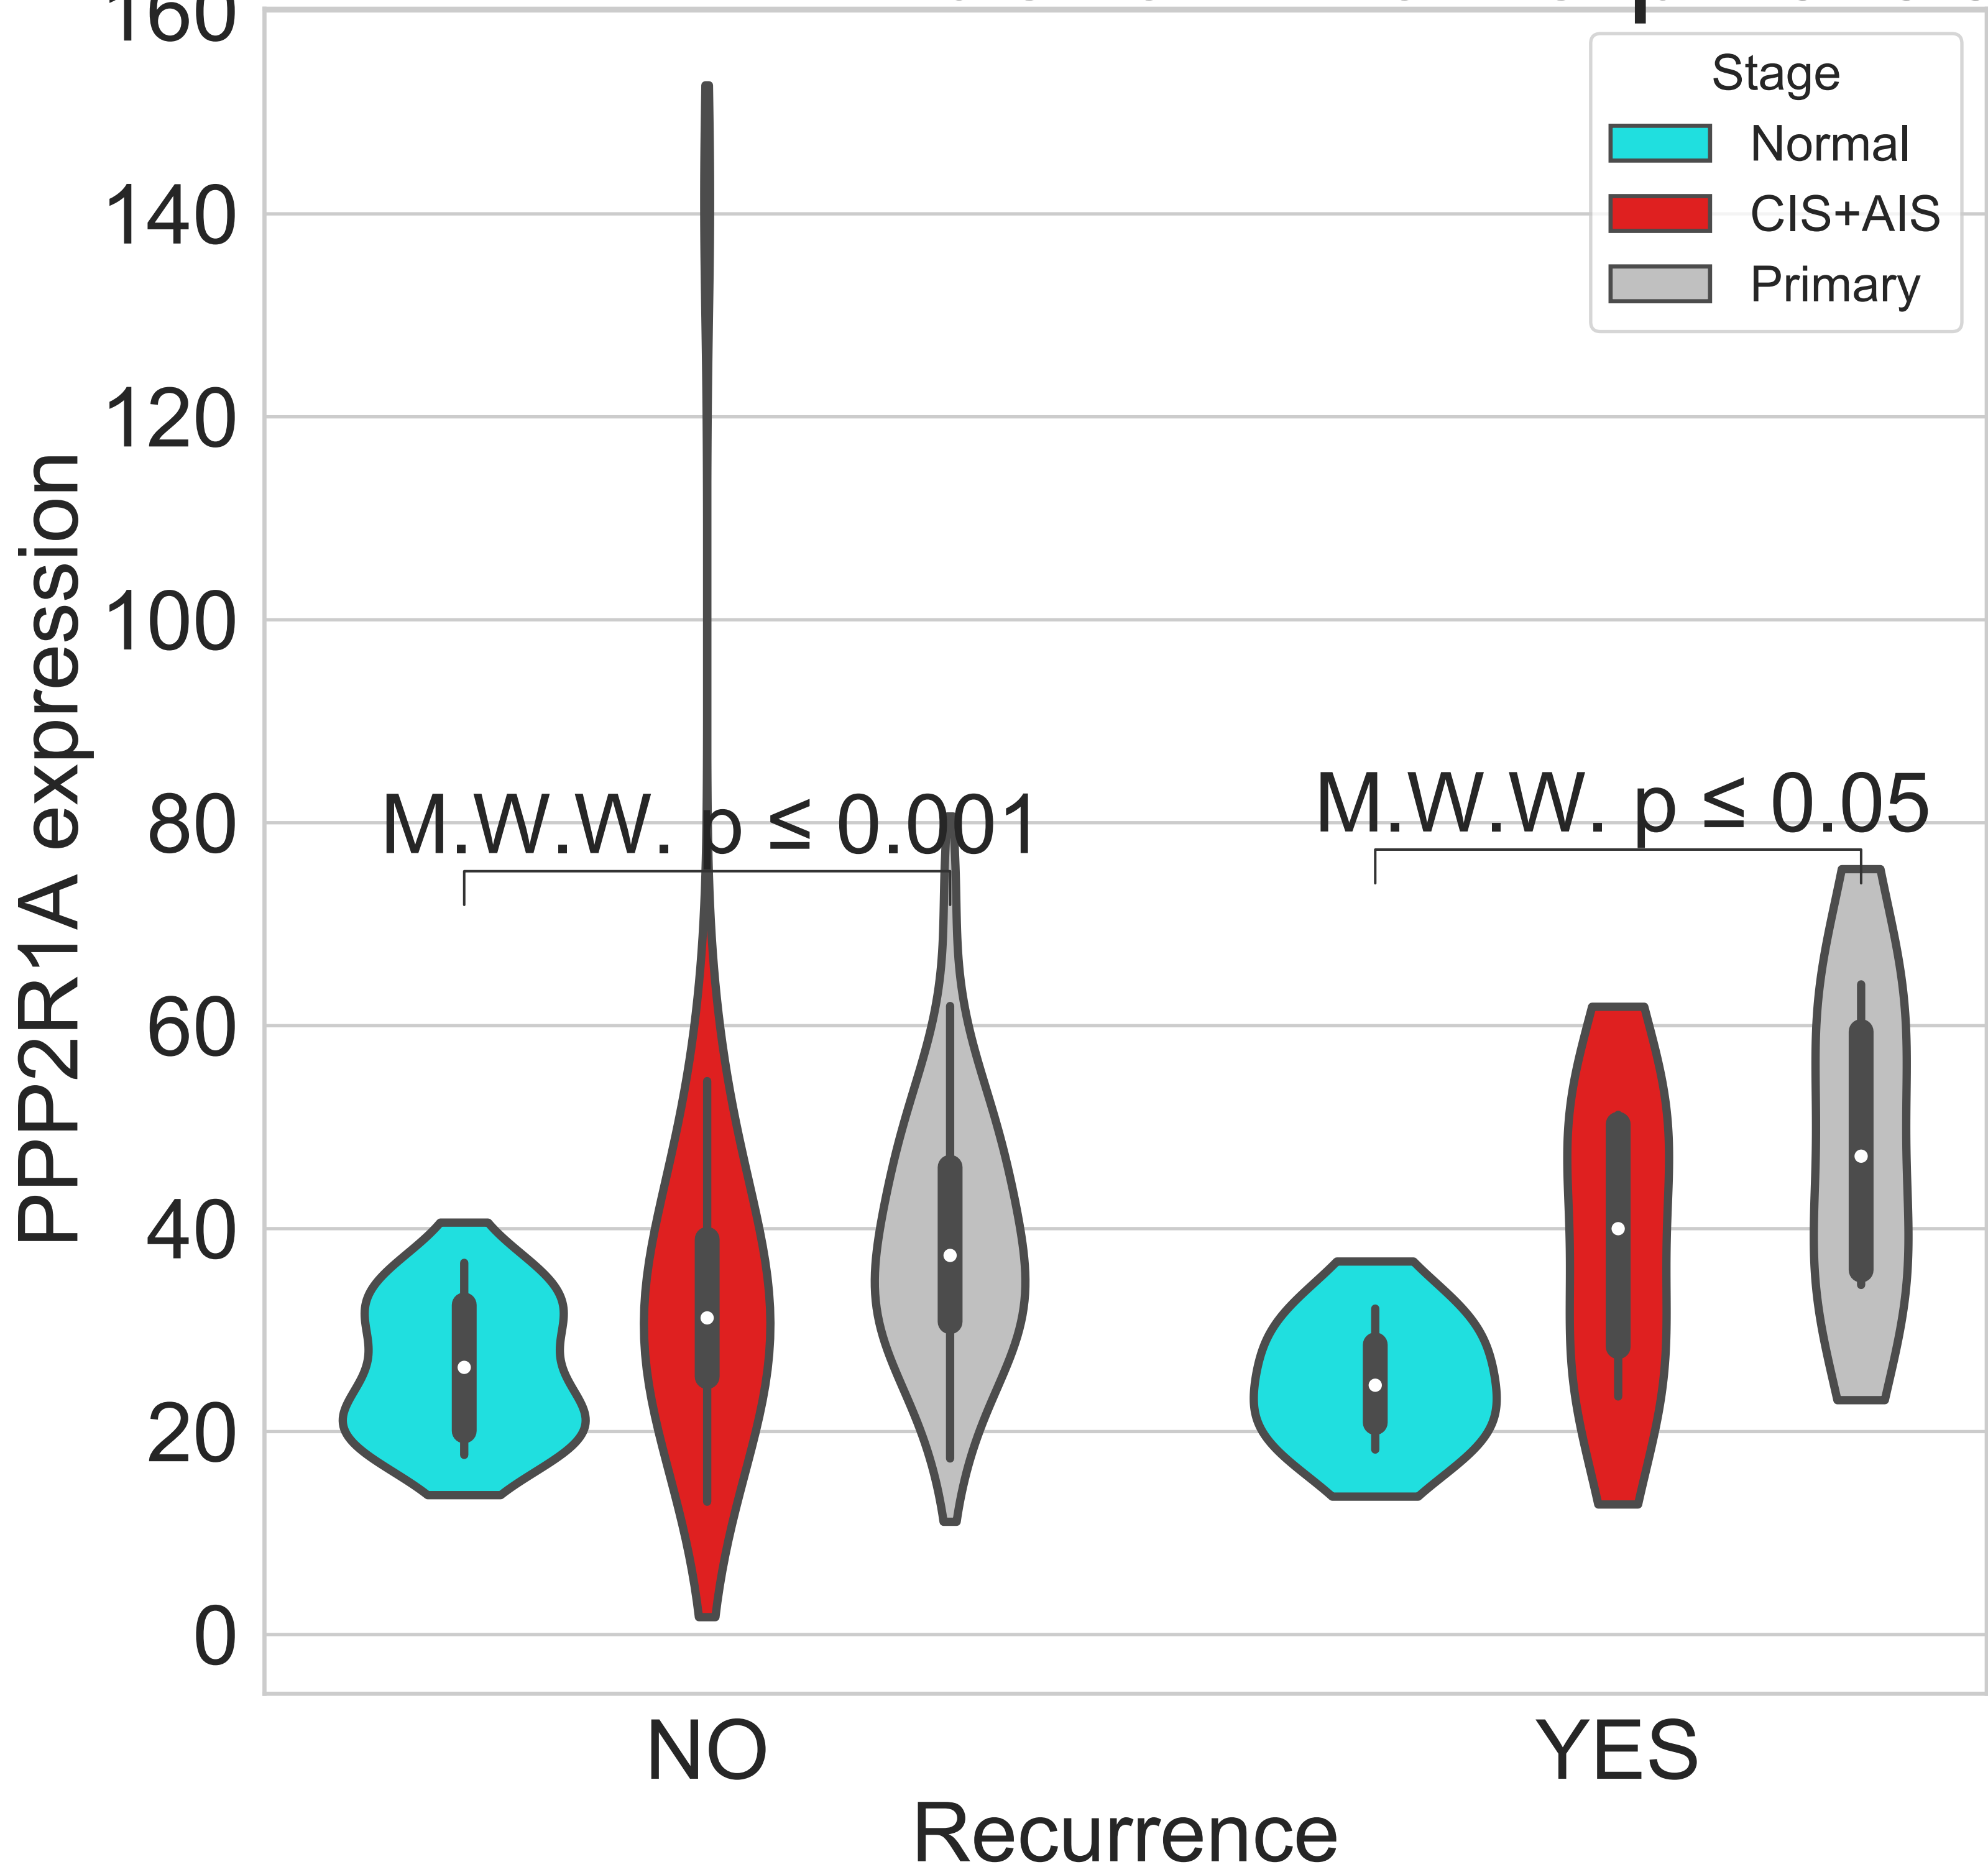 160
140
120
100
80
60
40
20
0
PPP2R1A expression
Stage
Normal
CIS+AIS
Primary
M.W.W. p ≤ 0.001
M.W.W. p ≤ 0.05
NO
YES
Recurrence